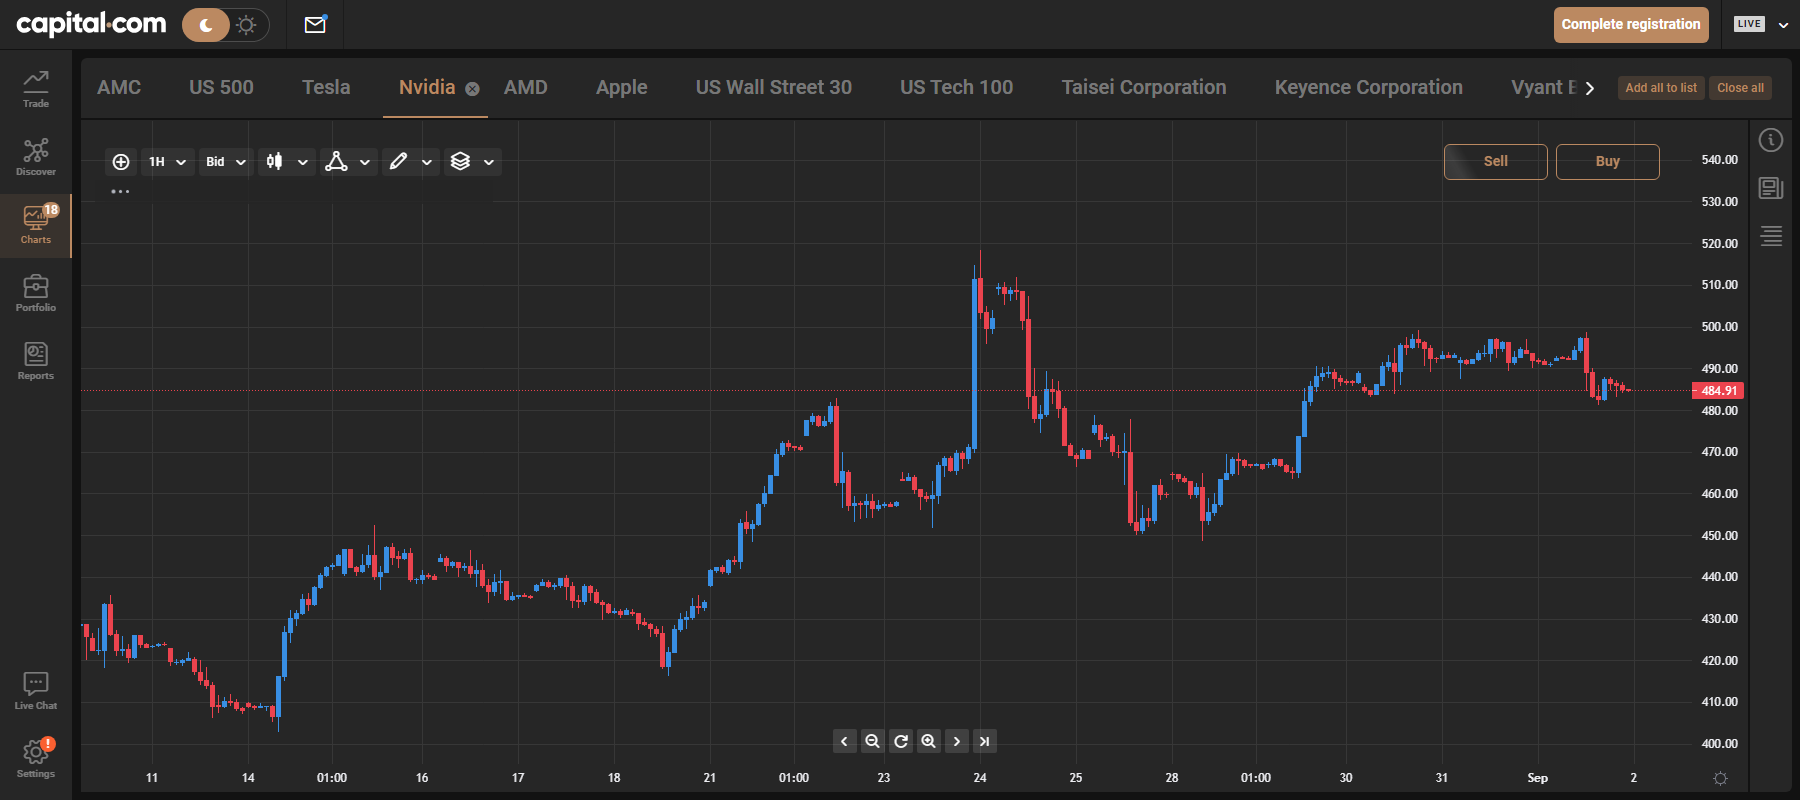 capital.com
Complete registration
LIVE
Trade
Discover
18
Charts
Portfolio
Reports
Live Chat
!
Settings
AMC US 500 Tesla Nvidia AMD Apple US Wall Street 30 US Tech 100 Taisei Corporation Keyence Corporation Vyant
Add all to list Close all
1H Bid
Sell Buy
540.00
530.00
520.00
510.00
500.00
490.00
484.91
480.00
470.00
460.00
450.00
440.00
430.00
420.00
410.00
400.00
11 14 01:00 16 17 18 21 01:00 23 24 25 28 01:00 30 31 Sep 2